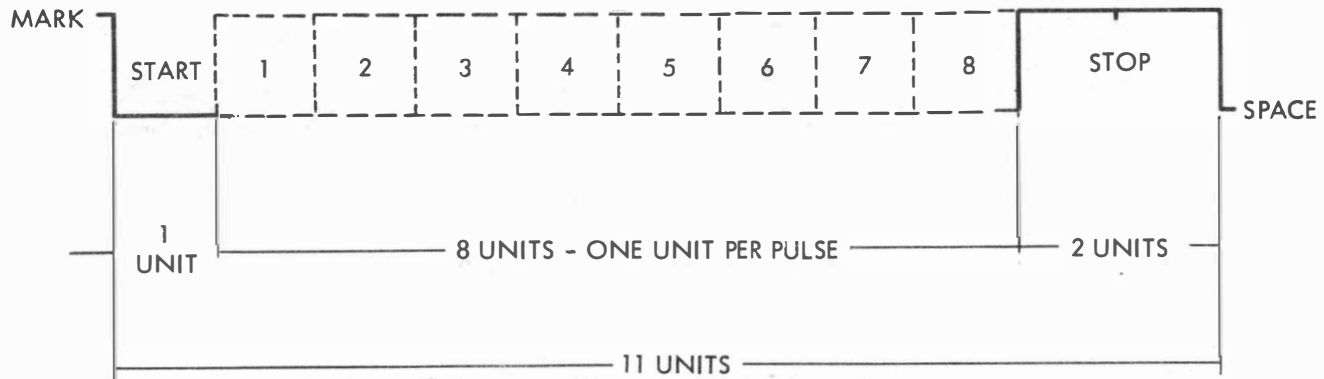 MARK
START 1 2 3 4 5 6 7 8 STOP
SPACE
1
UNIT
8 UNITS - ONE UNIT PER PULSE
2 UNITS
11 UNITS